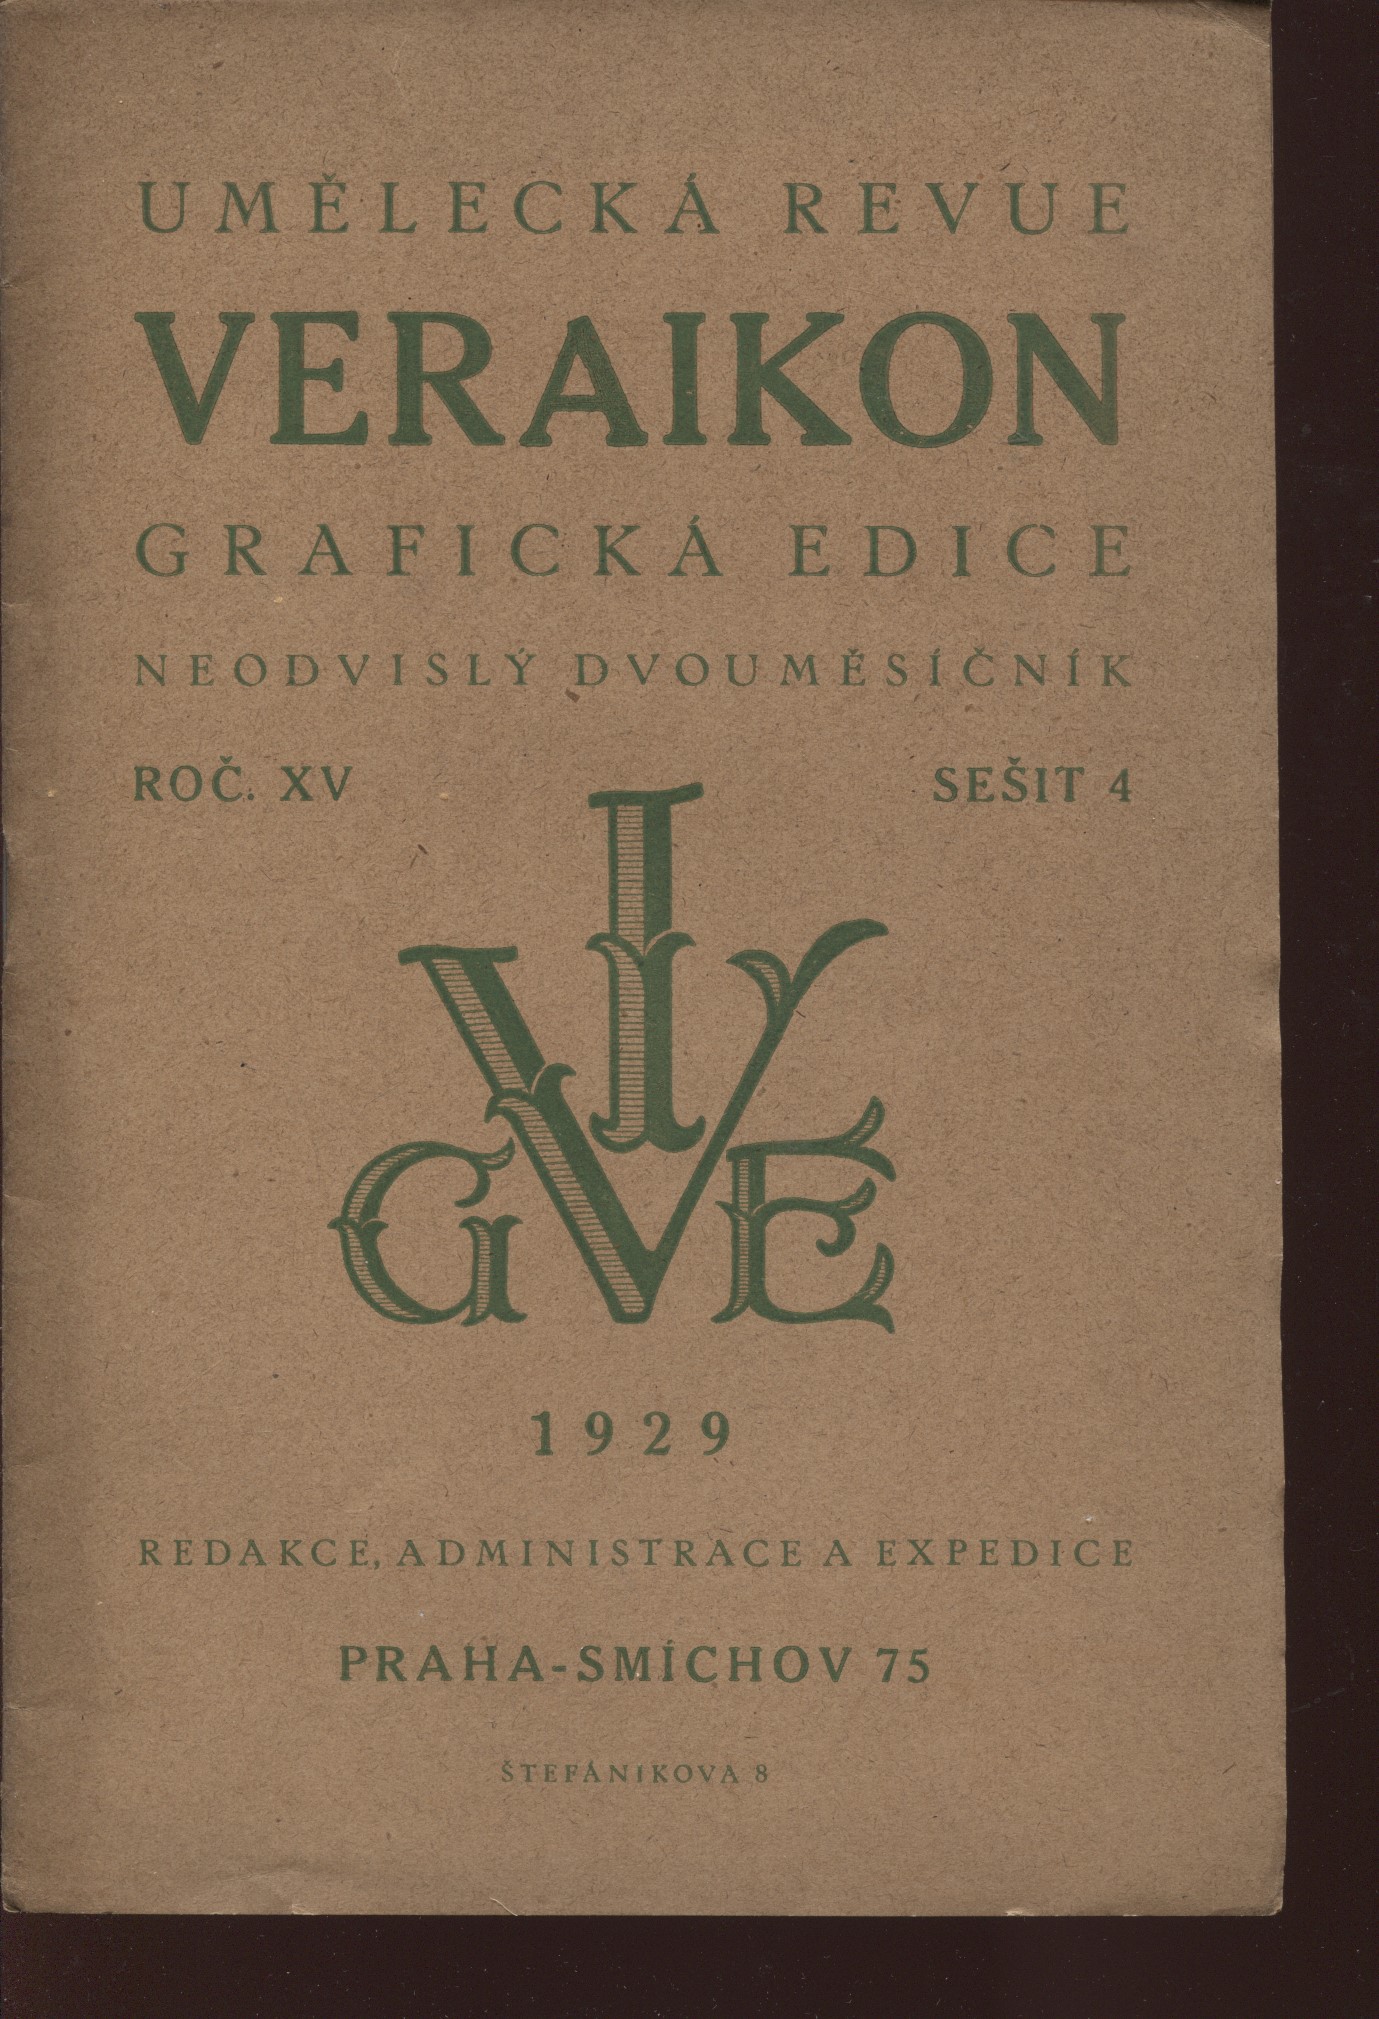 UMĚLECKÁ REVUE
VERAIKON
GRAFICKÁ EDICE
NEODVISLÝ DVOUMĚSÍČNÍK
ROČ. XV
SEŠIT 4
I
V
G E
1929
REDAKCE, ADMINISTRACE A EXPEDICE
PRAHA-SMÍCHOV 75
ŠTEFÁNIKOVA 8